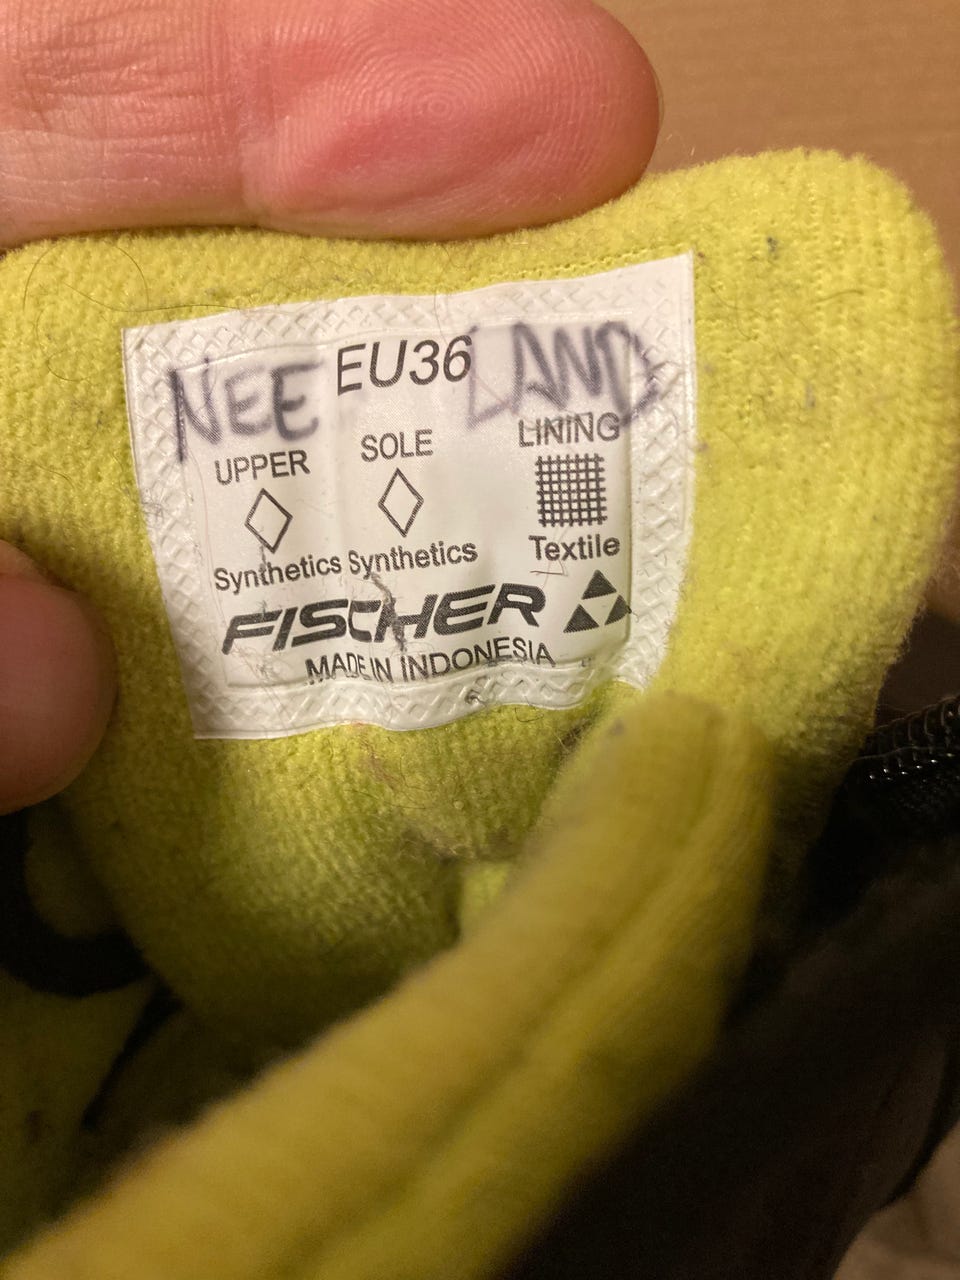 NEE EU36 LAND
UPPER SOLE LINING
Synthetics Synthetics Textile
FISCHER
MADE IN INDONESIA